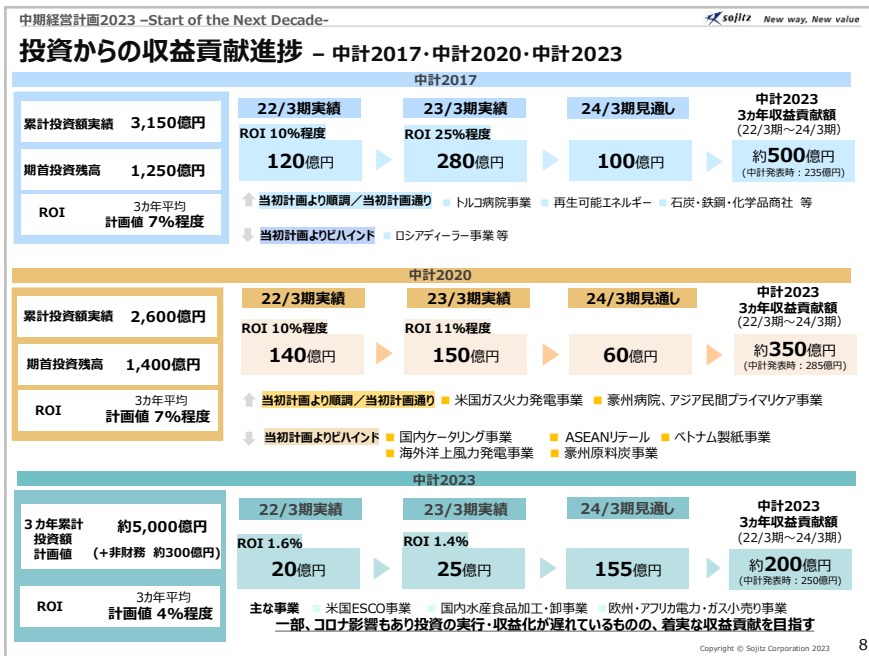 中期経営計画2023 –Start of the Next Decade-
sojitz New way, New value
投資からの収益貢献進捗 – 中計2017・中計2020・中計2023
中計2017
累計投資額実績 3,150億円
期首投資残高 1,250億円
ROI 3カ年平均
計画値 7%程度
22/3期実績
ROI 10%程度
120億円
23/3期実績
ROI 25%程度
280億円
24/3期見通し
100億円
中計2023
3カ年収益貢献額
(22/3期～24/3期)
約500億円
(中計発表時：235億円)
当初計画より順調／当初計画通り トルコ病院事業 再生可能エネルギー 石炭・鉄鋼・化学品商社 等
当初計画よりビハインド ロシアディーラー事業 等
中計2020
累計投資額実績 2,600億円
期首投資残高 1,400億円
ROI 3カ年平均
計画値 7%程度
22/3期実績
ROI 10%程度
140億円
23/3期実績
ROI 11%程度
150億円
24/3期見通し
60億円
中計2023
3カ年収益貢献額
(22/3期～24/3期)
約350億円
(中計発表時：285億円)
当初計画より順調／当初計画通り 米国ガス火力発電事業 豪州病院、アジア民間プライマリケア事業
当初計画よりビハインド 国内ケータリング事業 ASEANリテール ベトナム製紙事業
海外洋上風力発電事業 豪州原料炭事業
中計2023
3カ年累計
投資額
計画値
約5,000億円
(+非財務 約300億円)
ROI 3カ年平均
計画値 4%程度
22/3期実績
ROI 1.6%
20億円
23/3期実績
ROI 1.4%
25億円
24/3期見通し
155億円
中計2023
3カ年収益貢献額
(22/3期～24/3期)
約200億円
(中計発表時：250億円)
主な事業 米国ESCO事業 国内水産食品加工・卸事業 欧州・アフリカ電力・ガス小売り事業
一部、コロナ影響もあり投資の実行・収益化が遅れているものの、着実な収益貢献を目指す
Copyright © Sojitz Corporation 2023 8